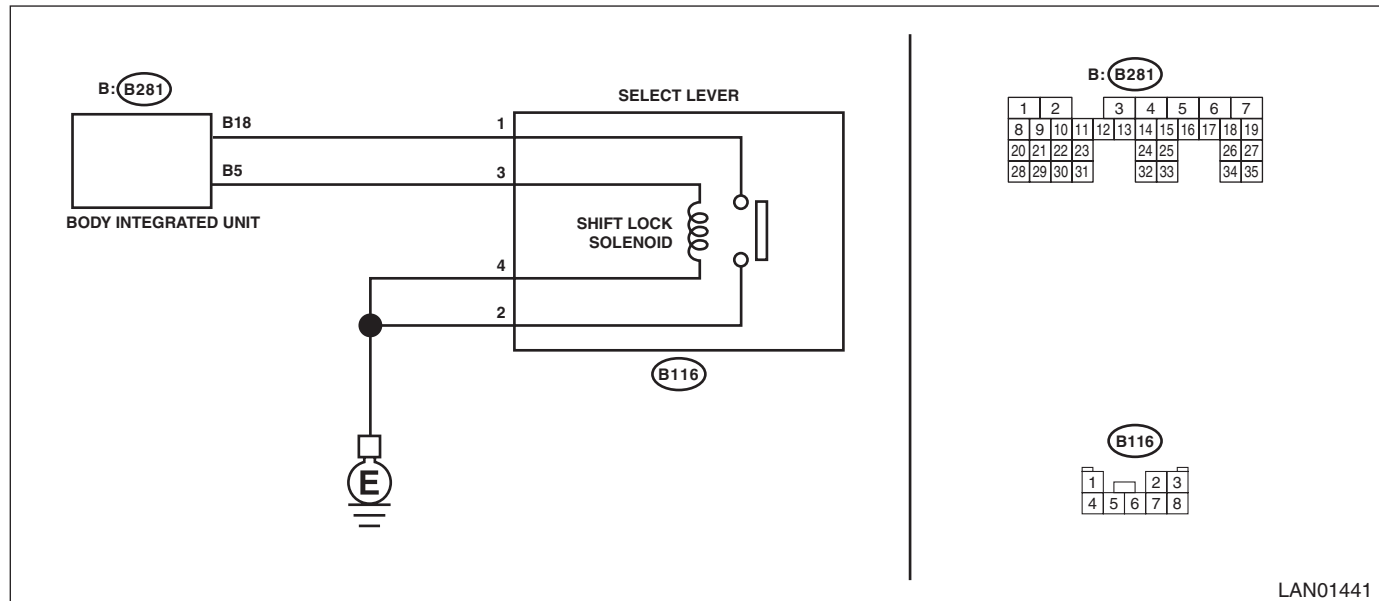 B: B281
BODY INTEGRATED UNIT
B18
B5
1
3
4
2
SELECT LEVER
SHIFT LOCK
SOLENOID
B116
E
B: B281
1 2 3 4 5 6 7
8 9 10 11 12 13 14 15 16 17 18 19
20 21 22 23 24 25 26 27
28 29 30 31 32 33 34 35
B116
1 2 3
4 5 6 7 8
LAN01441